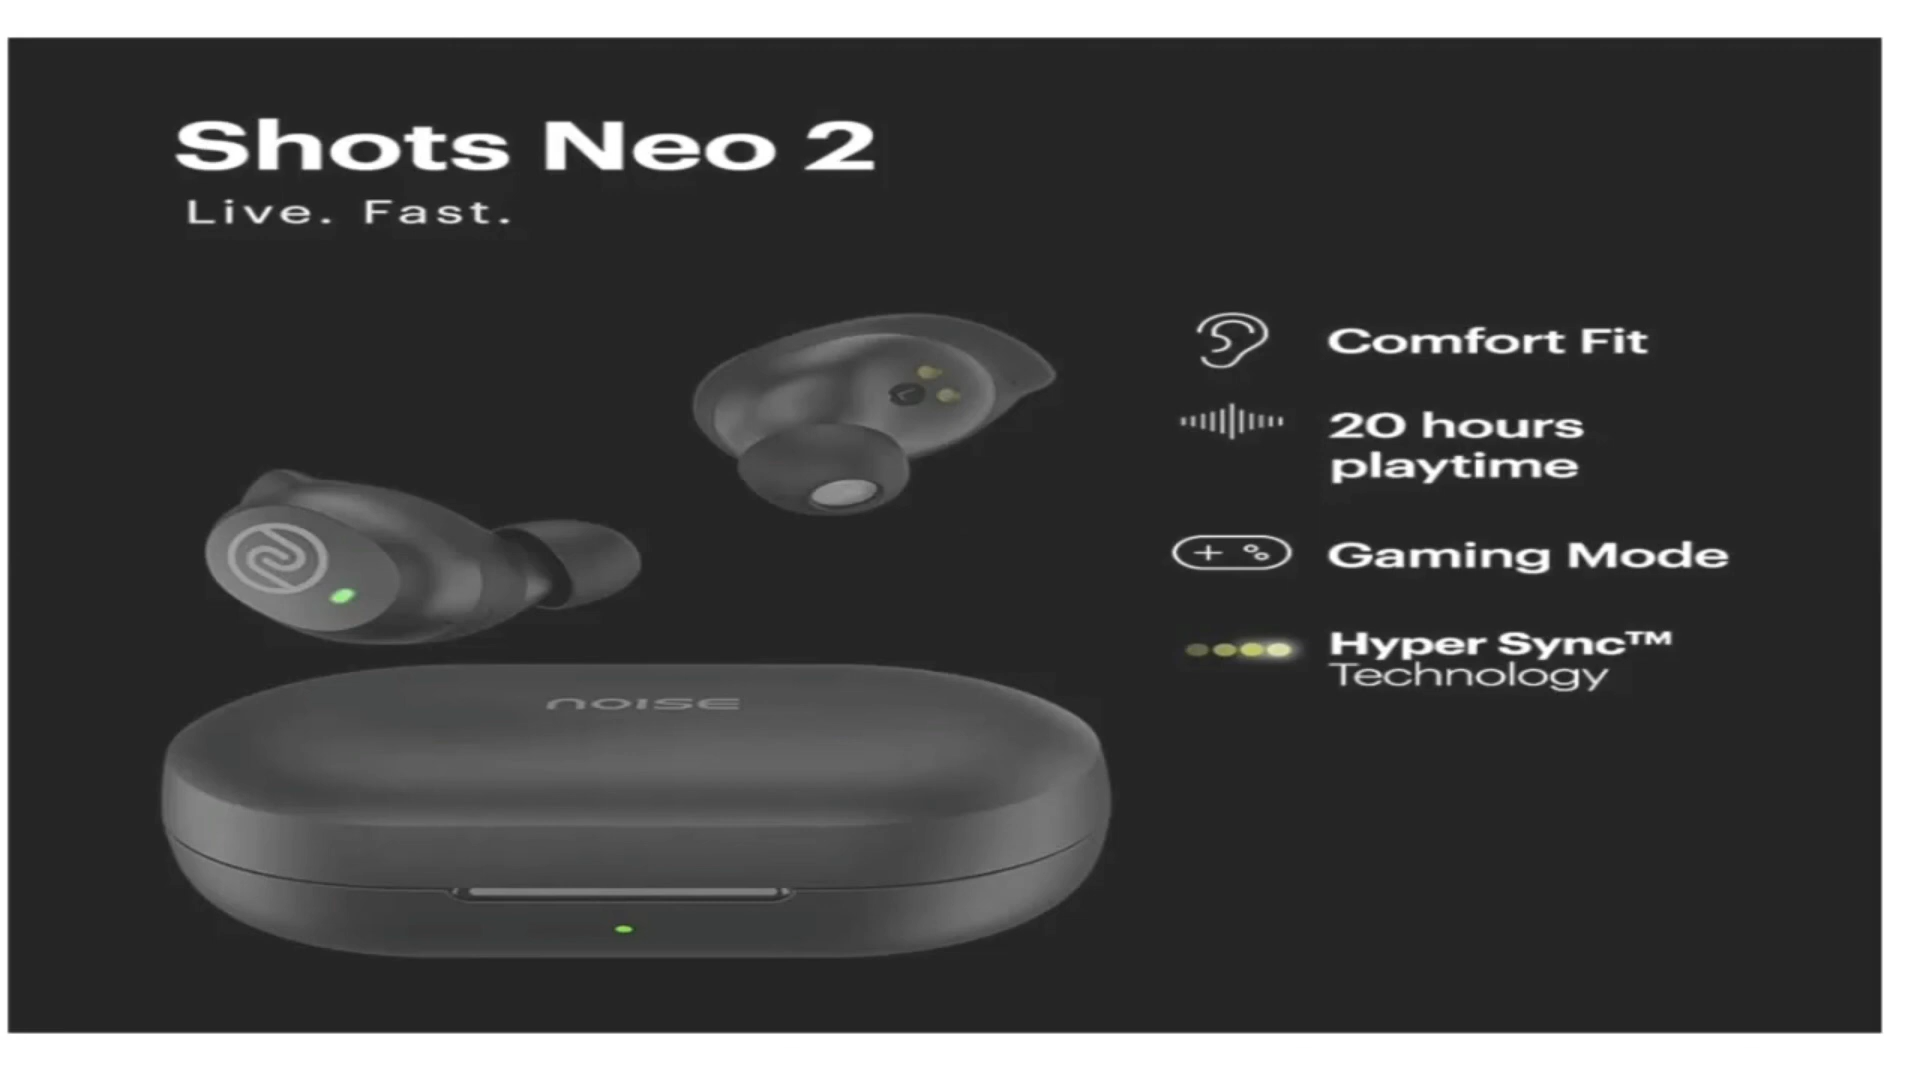 Shots Neo 2
Live. Fast.
Comfort Fit
20 hours
playtime
Gaming Mode
Hyper Sync™
Technology
NOISE